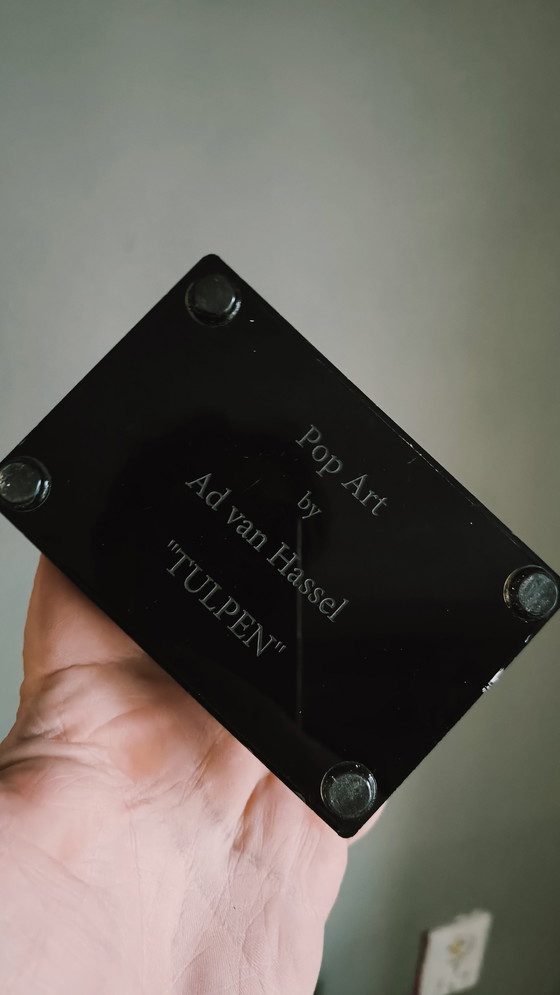 Pop Art
by
Ad van Hassel
"TULPEN"